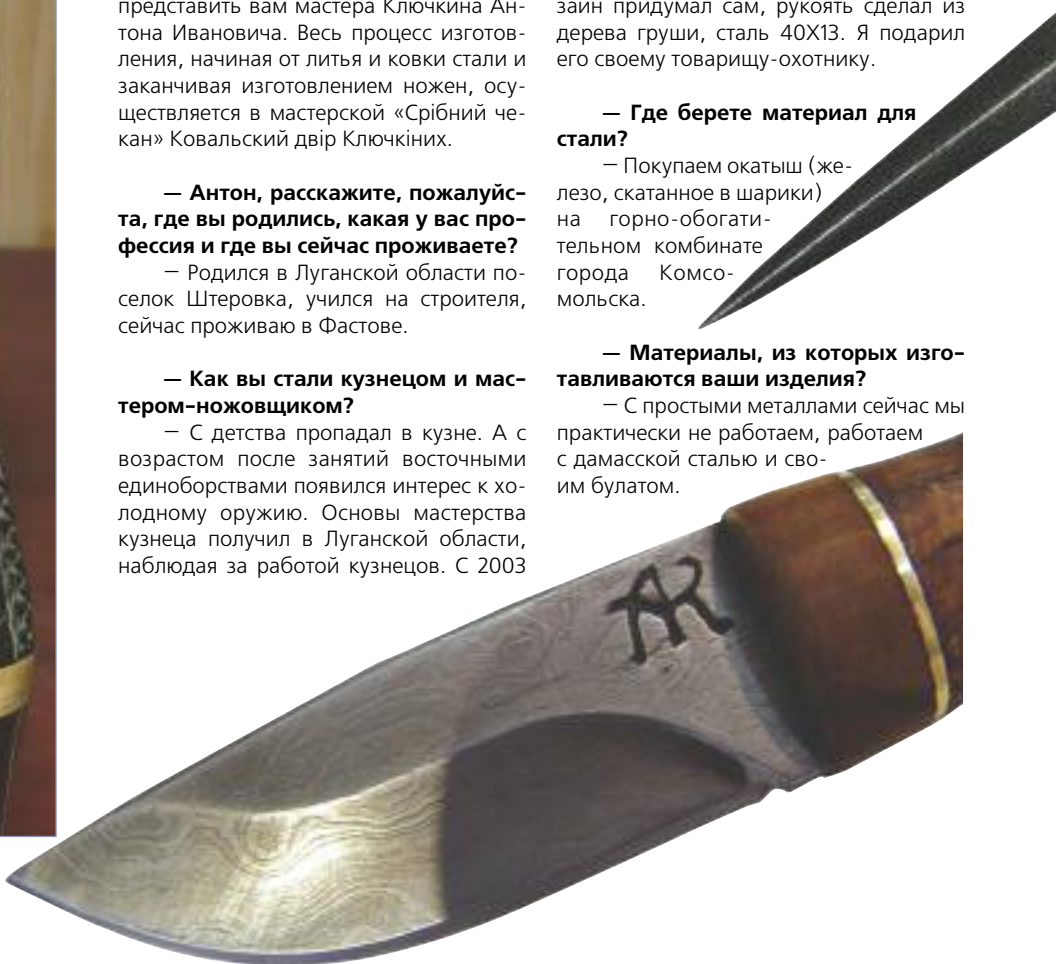 представить вам мастера Ключкина Ан-
тона Ивановича. Весь процесс изготов-
ления, начиная от литья и ковки стали и
заканчивая изготовлением ножен, осу-
ществляется в мастерской «Срібний че-
кан» Ковальский двір Ключкіних.
— Антон, расскажите, пожалуйс-
та, где вы родились, какая у вас про-
фессия и где вы сейчас проживаете?
— Родился в Луганской области по-
селок Штеровка, учился на строителя,
сейчас проживаю в Фастове.
— Как вы стали кузнецом и мас-
тером-ножовщиком?
— С детства пропадал в кузне. А с
возрастом после занятий восточными
единоборствами появился интерес к хо-
лодному оружию. Основы мастерства
кузнеца получил в Луганской области,
наблюдая за работой кузнецов. С 2003
зайн придумал сам, рукоять сделал из
дерева груши, сталь 40Х13. Я подарил
его своему товарищу-охотнику.
— Где берете материал для
стали?
— Покупаем окатыш (же-
лезо, скатанное в шарики)
на горно-обогати-
тельном комбинате
города Комсо-
мольска.
— Материалы, из которых изго-
тавливаются ваши изделия?
— С простыми металлами сейчас мы
практически не работаем, работаем
с дамасской сталью и сво-
им булатом.
АК